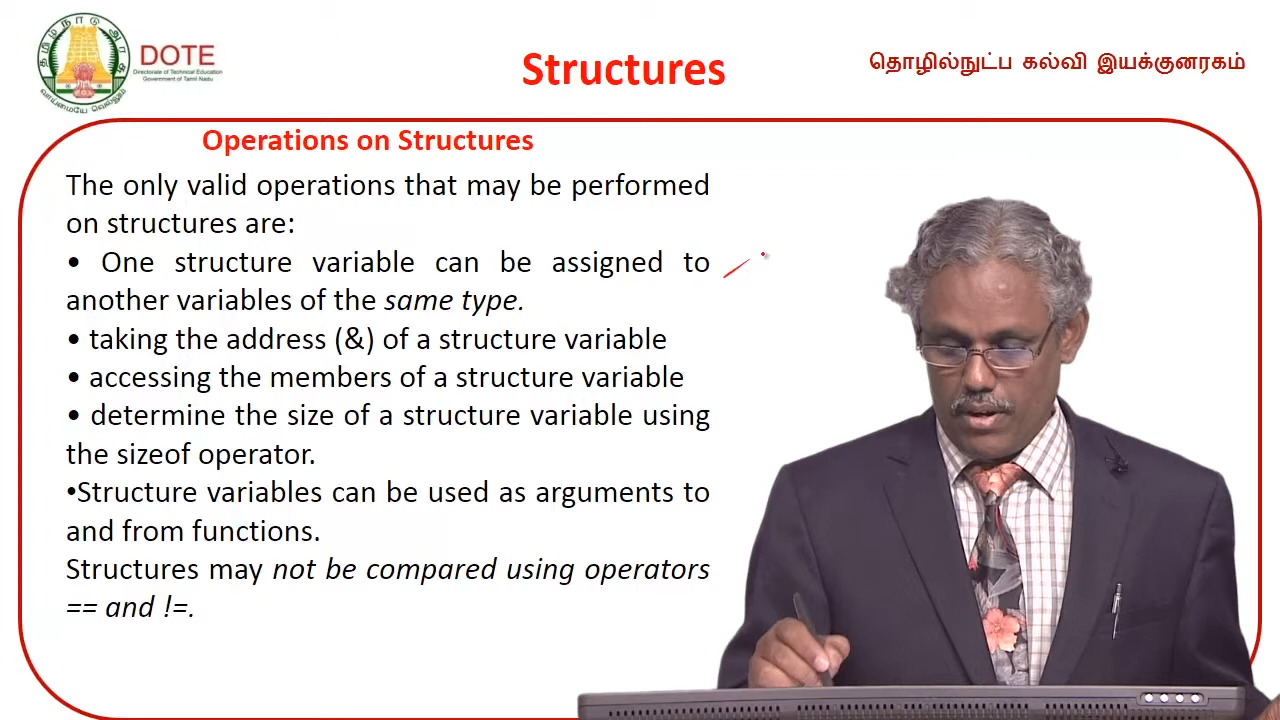 தமிழ்நாடு அரசு
வாய்மையே வெல்லும்
DOTE
Directorate of Technical Education
Government of Tamil Nadu
Structures
தொழில்நுட்ப கல்வி இயக்குனரகம்
Operations on Structures
The only valid operations that may be performed
on structures are:
• One structure variable can be assigned to
another variables of the same type.
• taking the address (&) of a structure variable
• accessing the members of a structure variable
• determine the size of a structure variable using
the sizeof operator.
•Structure variables can be used as arguments to
and from functions.
Structures may not be compared using operators
== and !=.